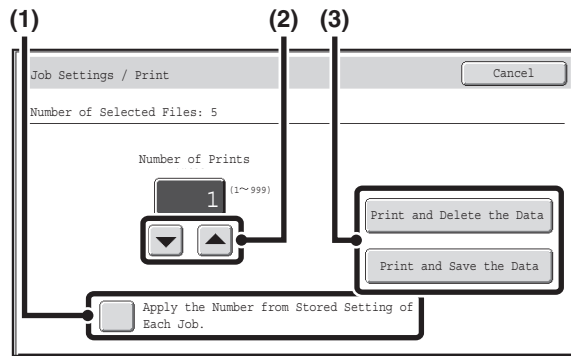 (1) (2) (3)
Job Settings / Print
Cancel
Number of Selected Files: 5
Number of Prints
1
(1～999)
Print and Delete the Data
Print and Save the Data
Apply the Number from Stored Setting of
Each Job.